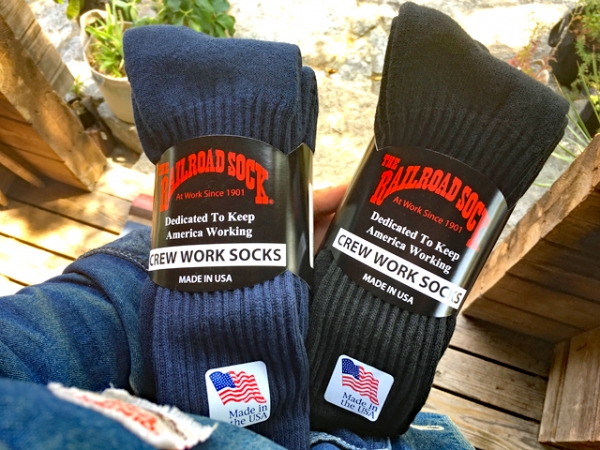 THE
RAILROAD SOCK®
At Work Since 1901
Dedicated To Keep
America Working
CREW WORK SOCKS
MADE IN USA
Made in
the USA
THE
RAILROAD SOCK
At Work Since 1901
Dedicated To Keep
America Working
CREW WORK SOCKS
MADE IN USA
Made in
the USA